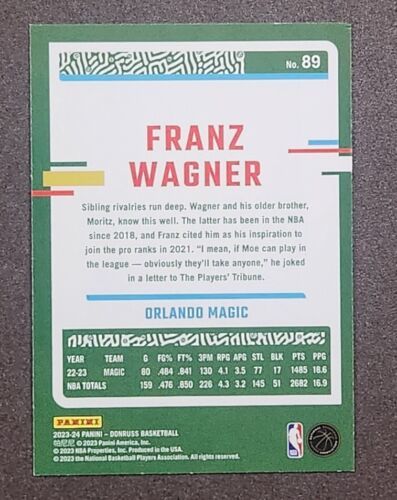 No. 89
FRANZ
WAGNER
Sibling rivalries run deep. Wagner and his older brother,
Moritz, know this well. The latter has been in the NBA
since 2018, and Franz cited him as his inspiration to
join the pro ranks in 2021. “I mean, if Moe can play in
the league — obviously they'll take anyone,” he joked
in a letter to The Players' Tribune.
ORLANDO MAGIC
YEAR TEAM G FG% FT% 3PM RPG APG STL BLK PTS PPG
22-23 MAGIC 80 .484 .841 130 4.1 3.5 77 17 1485 18.6
NBA TOTALS 159 .476 .850 226 4.3 3.2 145 51 2682 16.9
PANINI
2023-24 PANINI – DONRUSS BASKETBALL
帕尼尼 © 2023 Panini America, Inc.
© 2023 NBA Properties, Inc. Produced in the USA.
© 2023 the National Basketball Players Association. All rights reserved.
NBA